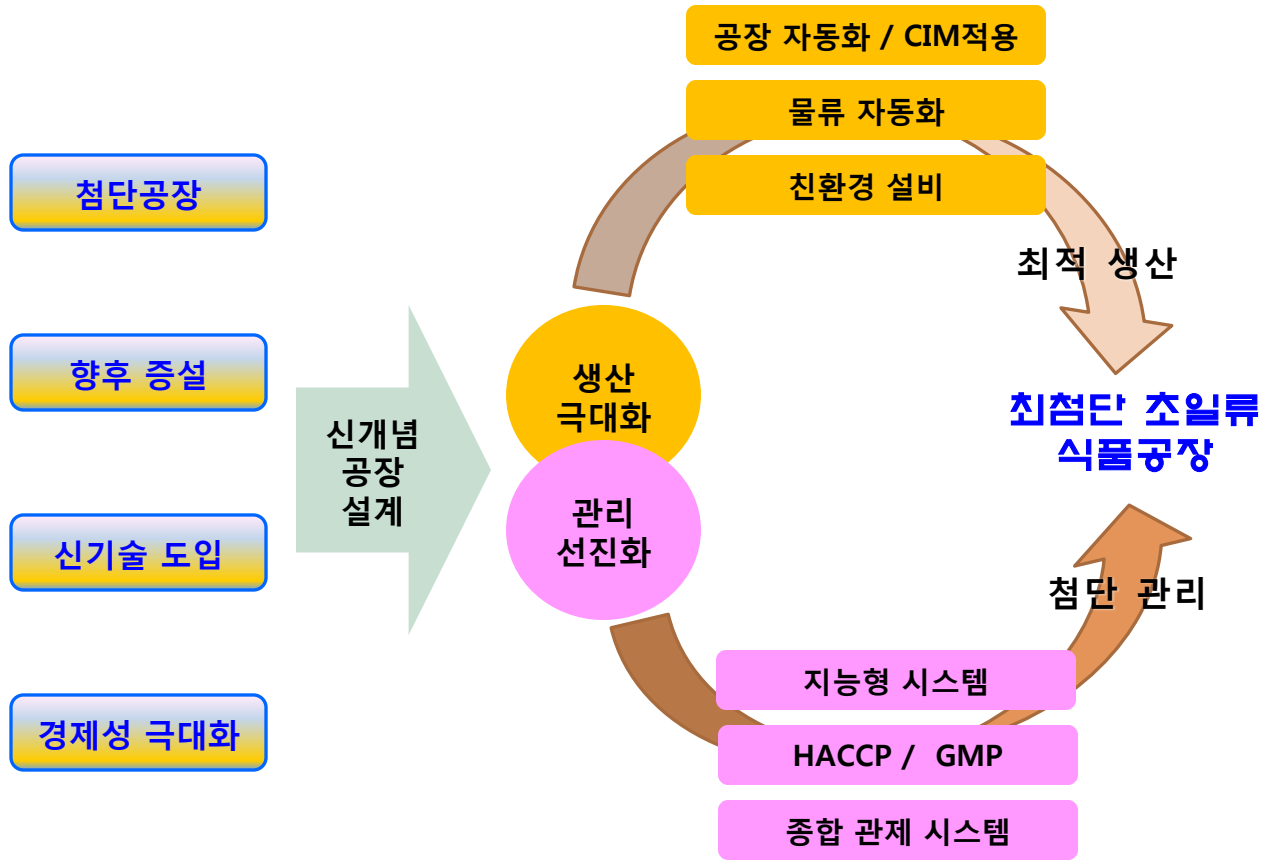 첨단공장
향후 증설
신기술 도입
경제성 극대화
신개념
공장
설계
생산
극대화
관리
선진화
공장 자동화 / CIM적용
물류 자동화
친환경 설비
최적 생산
최첨단 초일류
식품공장
첨단 관리
지능형 시스템
HACCP / GMP
종합 관제 시스템